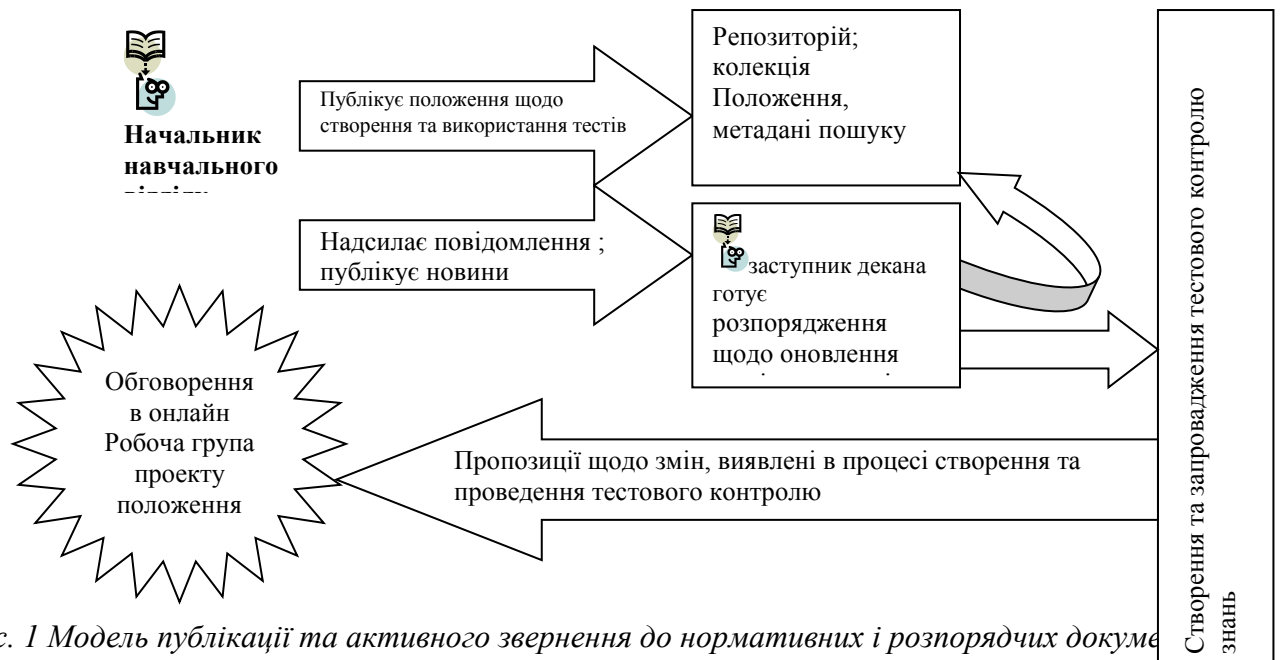 Начальник
навчального
Публікує положення щодо
створення та використання тестів
Репозиторій;
колекція
Положення,
метадані пошуку
Надсилає повідомлення ;
публікує новини
заступник декана
готує
розпорядження
щодо оновлення
Створення та запровадження тестового контролю
знань
Обговорення
в онлайн
Робоча група
проекту
положення
Пропозиції щодо змін, виявлені в процесі створення та
проведення тестового контролю
с. 1 Модель публікації та активного звернення до нормативних і розпорядчих докуме